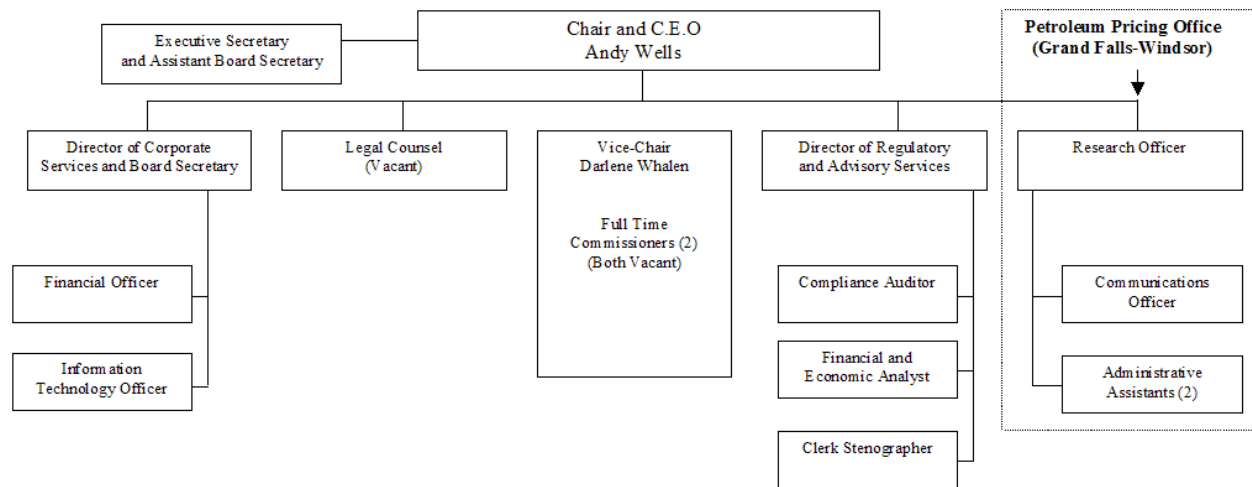 Chair and C.E.O
Andy Wells
Executive Secretary
and Assistant Board Secretary
Petroleum Pricing Office
(Grand Falls-Windsor)
Director of Corporate
Services and Board Secretary
Legal Counsel
(Vacant)
Vice-Chair
Darlene Whalen
Full Time
Commissioners (2)
(Both Vacant)
Director of Regulatory
and Advisory Services
Research Officer
Financial Officer
Information
Technology Officer
Compliance Auditor
Financial and
Economic Analyst
Clerk Stenographer
Communications
Officer
Administrative
Assistants (2)